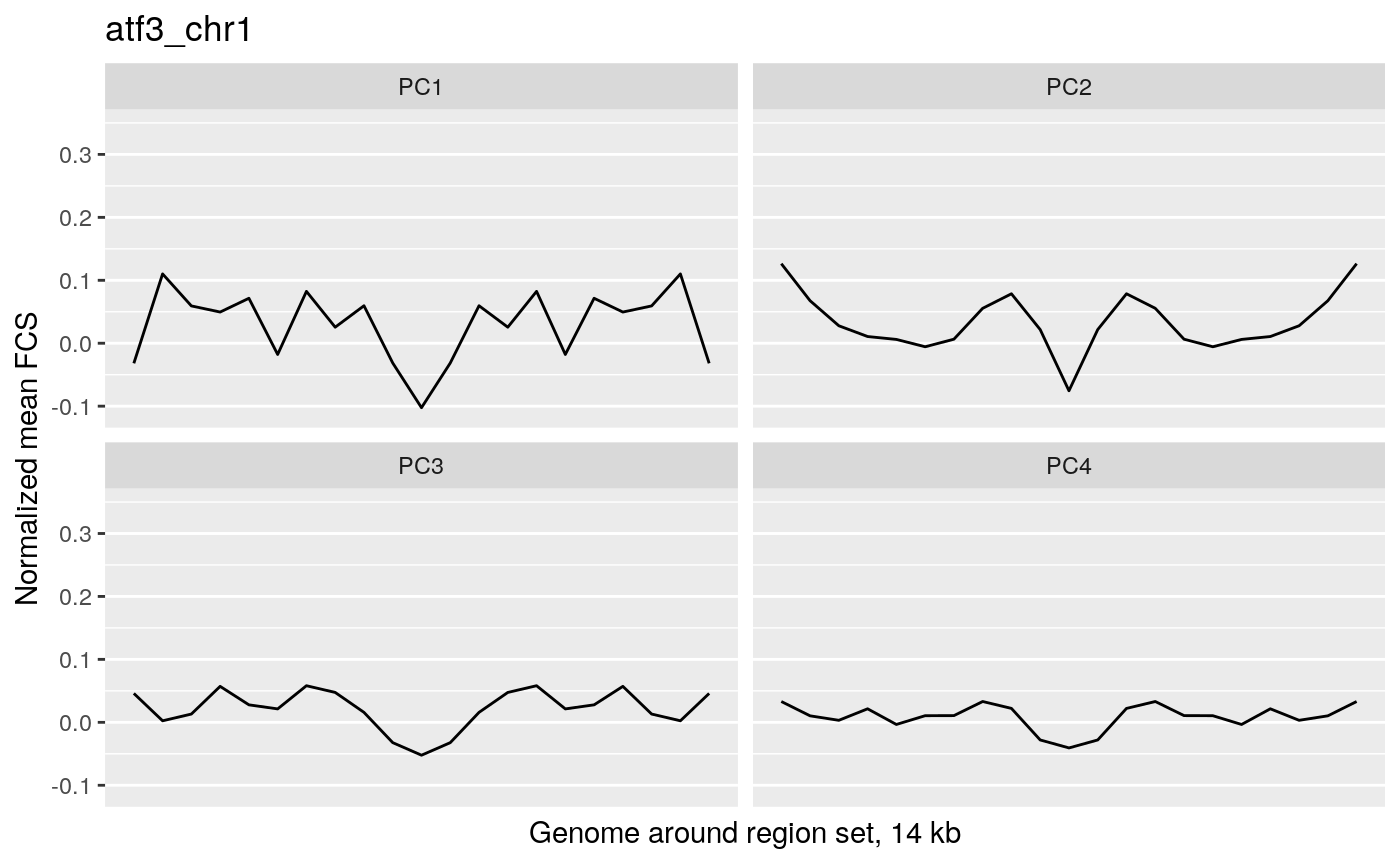 atf3_chr1
PC1
PC2
0.3
0.2
0.1
0.0
-0.1
PC3
PC4
0.3
0.2
0.1
0.0
-0.1
Normalized mean FCS
Genome around region set, 14 kb